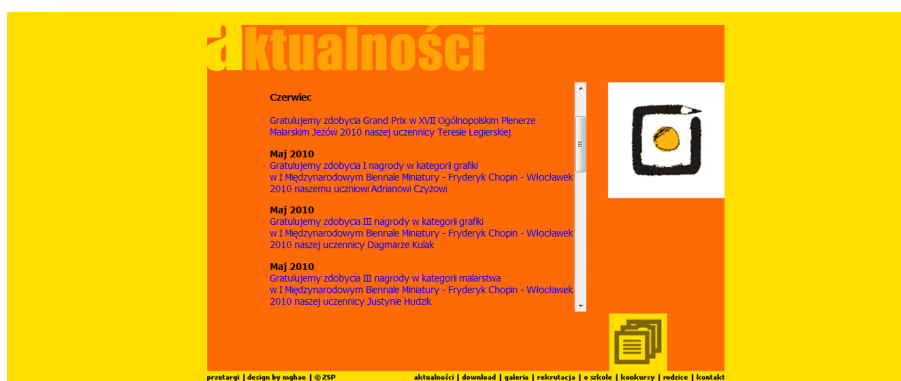 aktualności
Czerwiec
Gratulujemy zdobycia Grand Prix w XVII Ogólnopolskim Plenerze
Malarskim Jeżów 2010 naszej uczennicy Teresie Legierskiej
Maj 2010
Gratulujemy zdobycia I nagrody w kategorii grafiki
w I Międzynarodowym Biennale Miniatury - Fryderyk Chopin - Włocławek
2010 naszemu uczniowi Adrianowi Czyżowi
Maj 2010
Gratulujemy zdobycia III nagrody w kategorii grafiki
w I Międzynarodowym Biennale Miniatury - Fryderyk Chopin - Włocławek
2010 naszej uczennicy Dagmarze Kulak
Maj 2010
Gratulujemy zdobycia III nagrody w kategorii malarstwa
w I Międzynarodowym Biennale Miniatury - Fryderyk Chopin - Włocławek
2010 naszej uczennicy Justynie Hudzik
przetargi | design by mghae | © ZSP
aktualności | download | galeria | rekrutacja | o szkole | konkursy | rodzice | kontakt